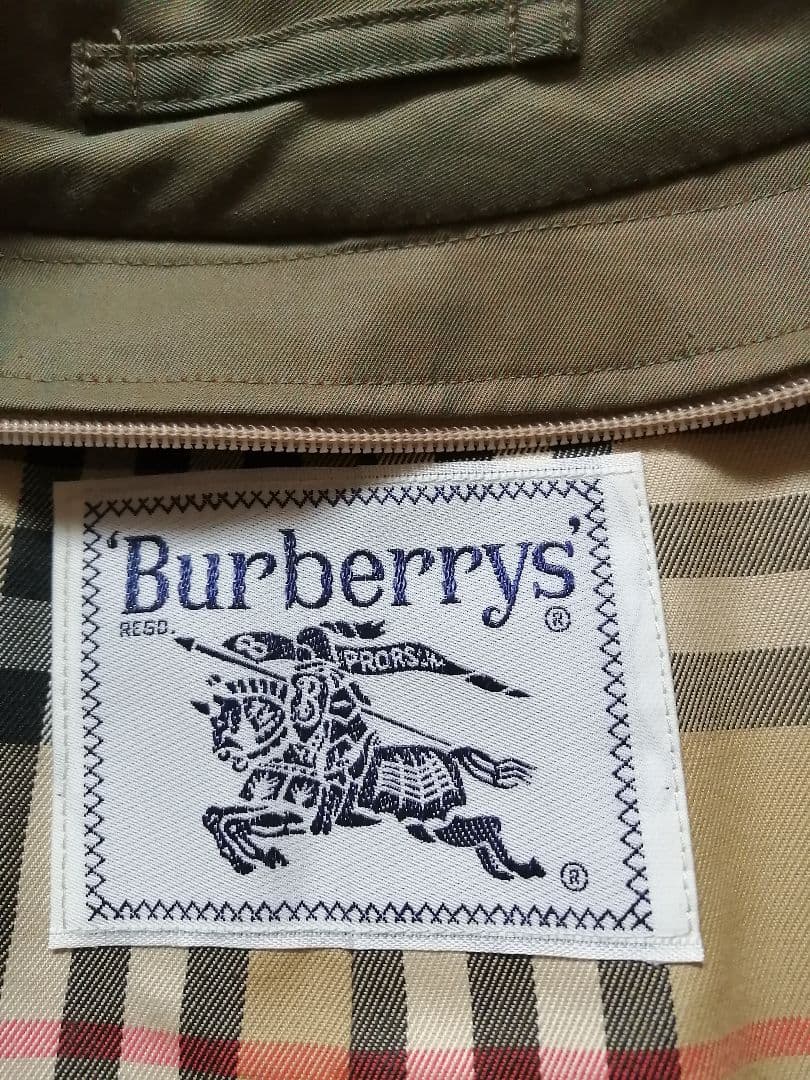 'Burberrys'
REGD. ®
B PRORSUM
B
®